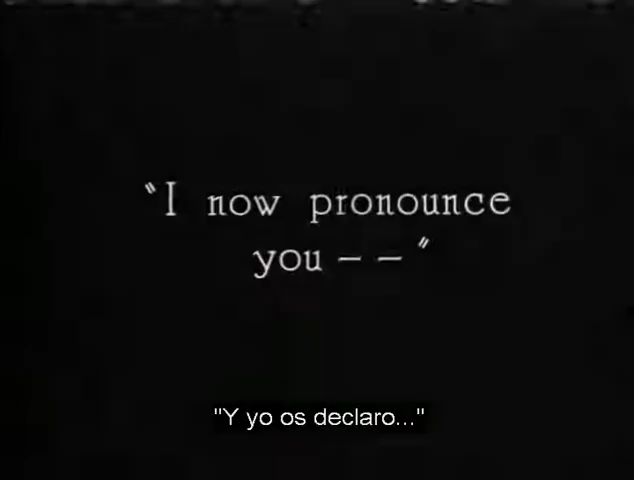 "I now pronounce
you – – "
"Y yo os declaro..."